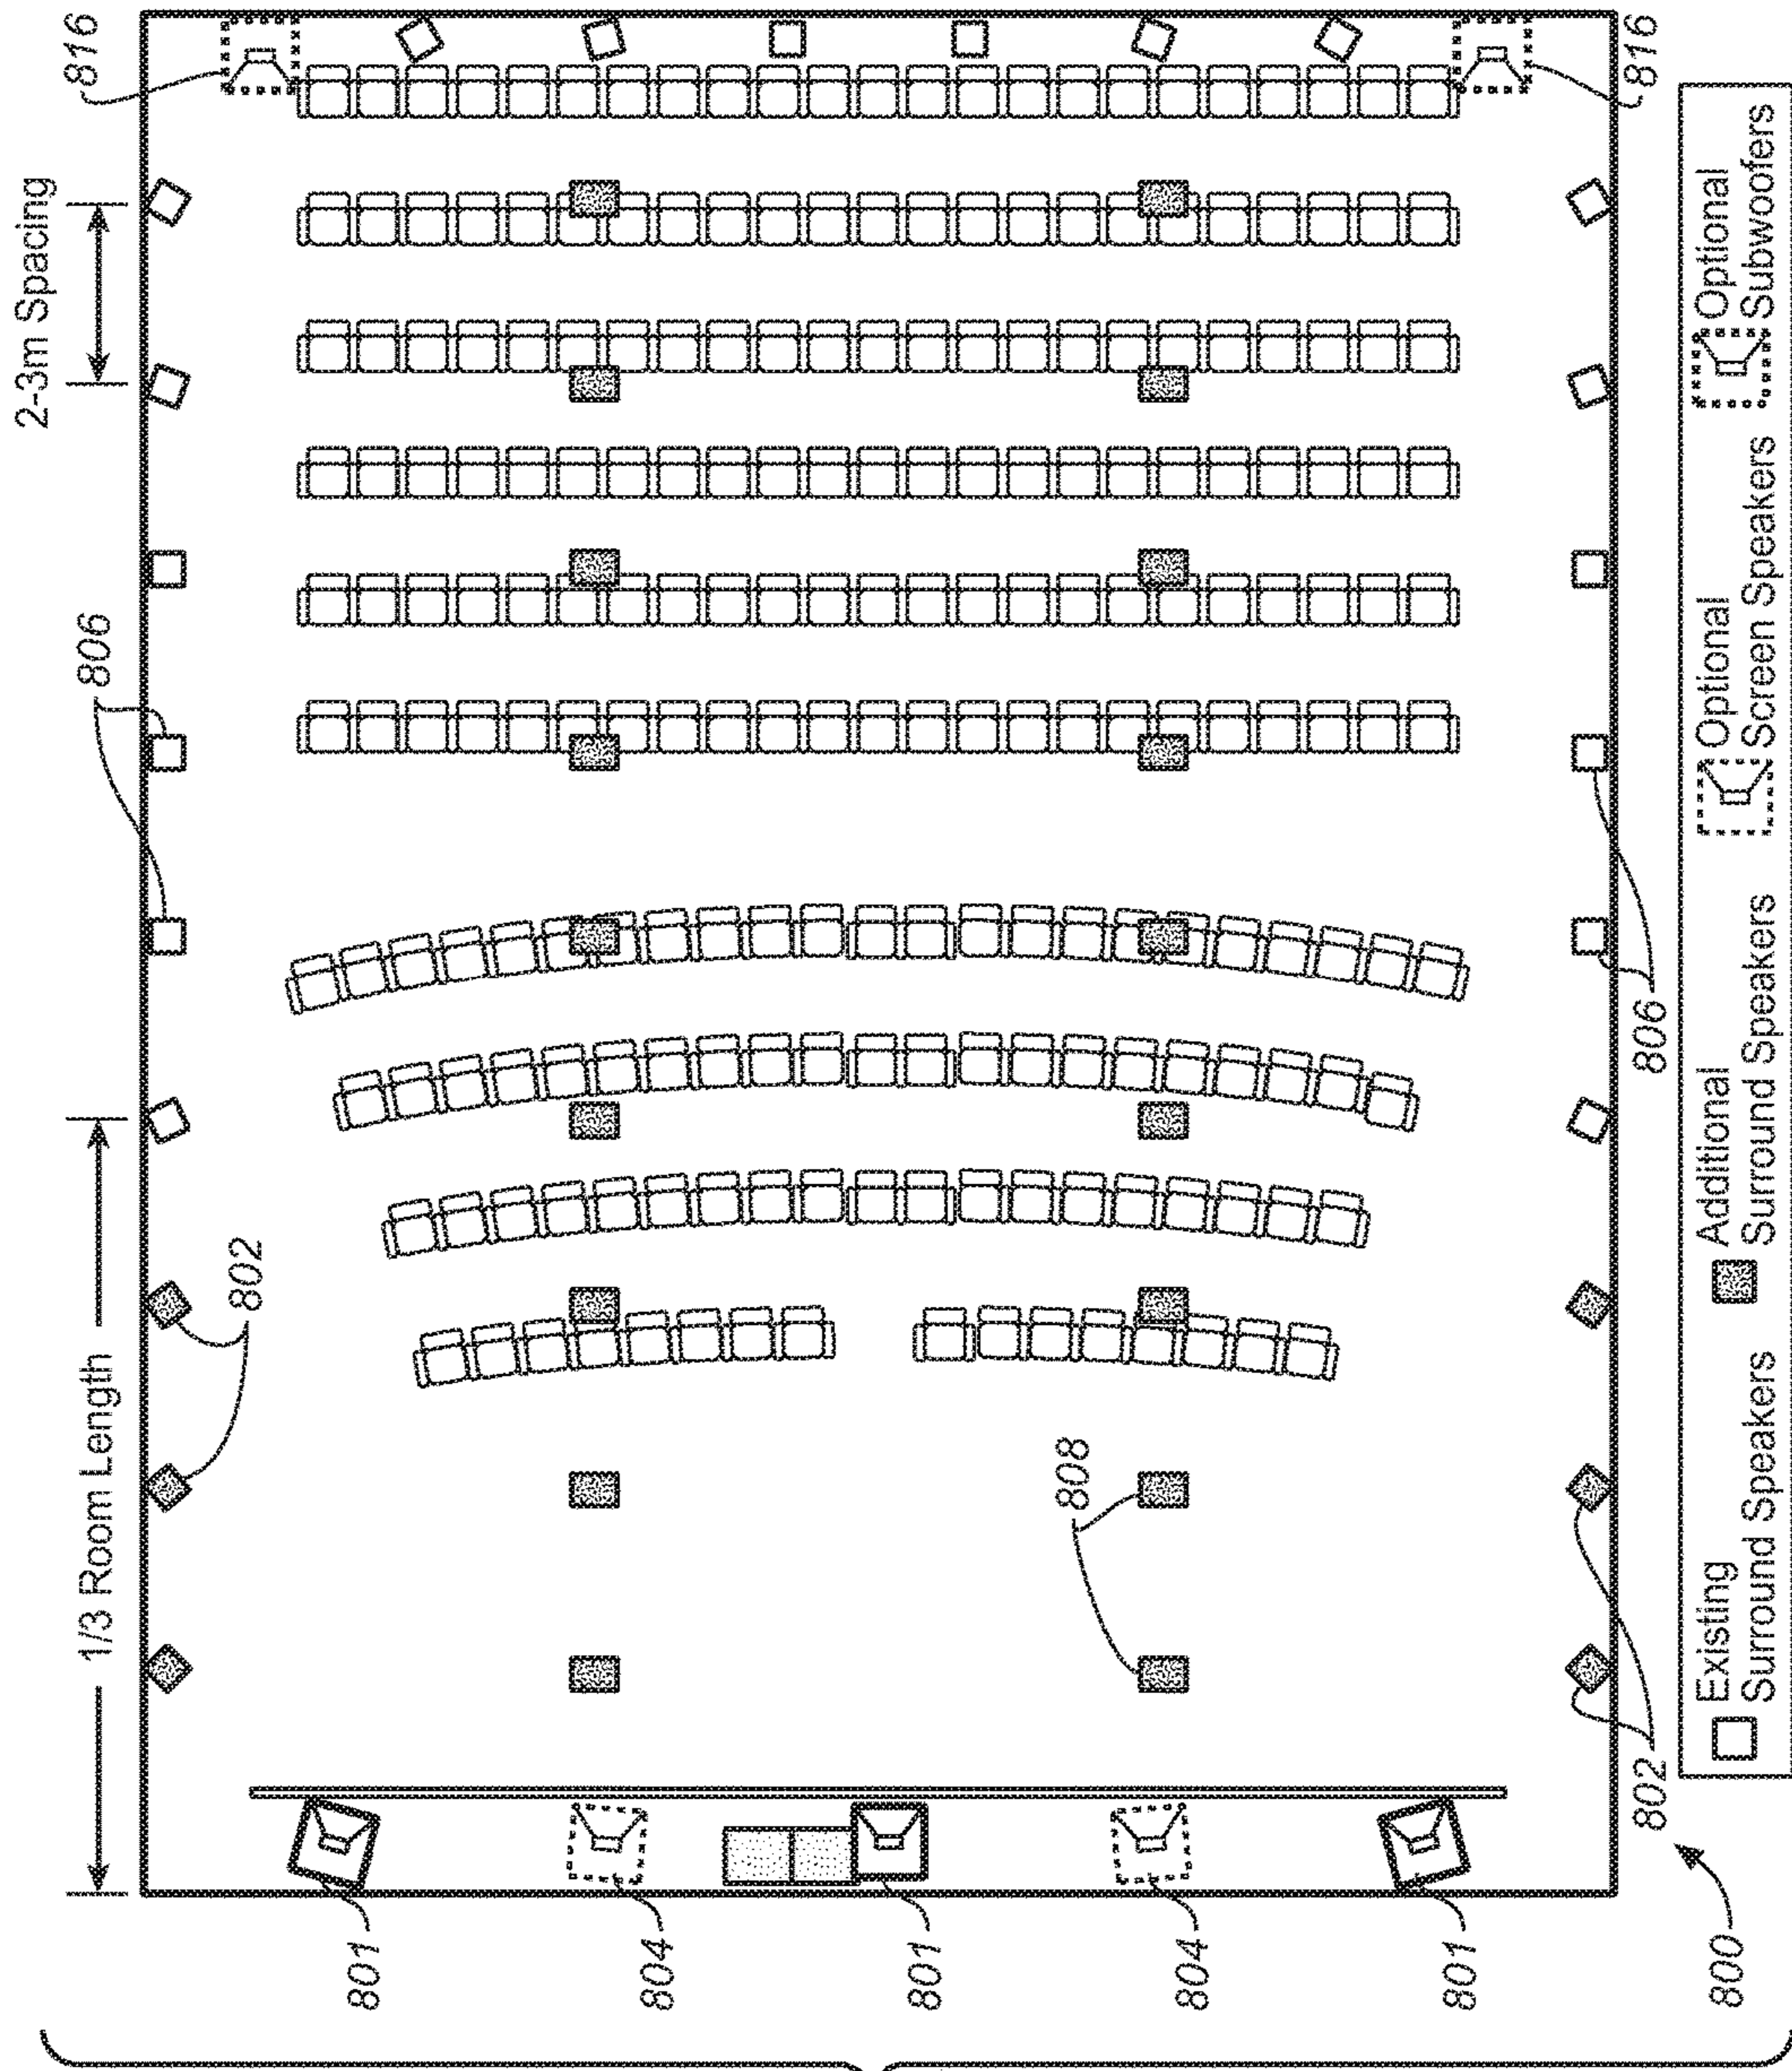 816
2-3m Spacing
806
1/3 Room Length
802
808
801
804
801
804
801
816
806
802
800
Existing
Surround Speakers
Additional
Surround Speakers
Optional
Screen Speakers
Optional
Subwoofers